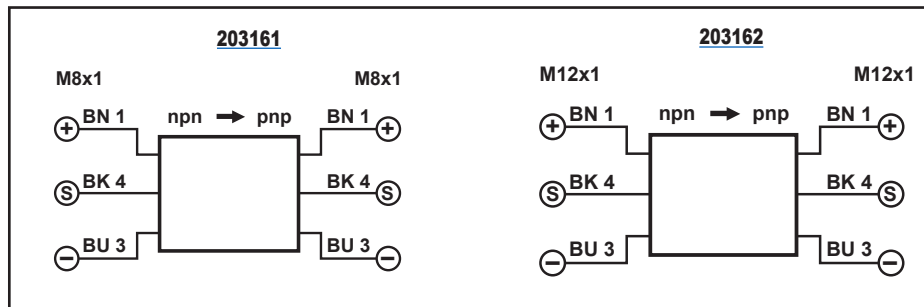 203161
M8x1 M8x1
npn → pnp
+ BN 1 BN 1 +
S BK 4 BK 4 S
− BU 3 BU 3 −
203162
M12x1 M12x1
npn → pnp
+ BN 1 BN 1 +
S BK 4 BK 4 S
− BU 3 BU 3 −